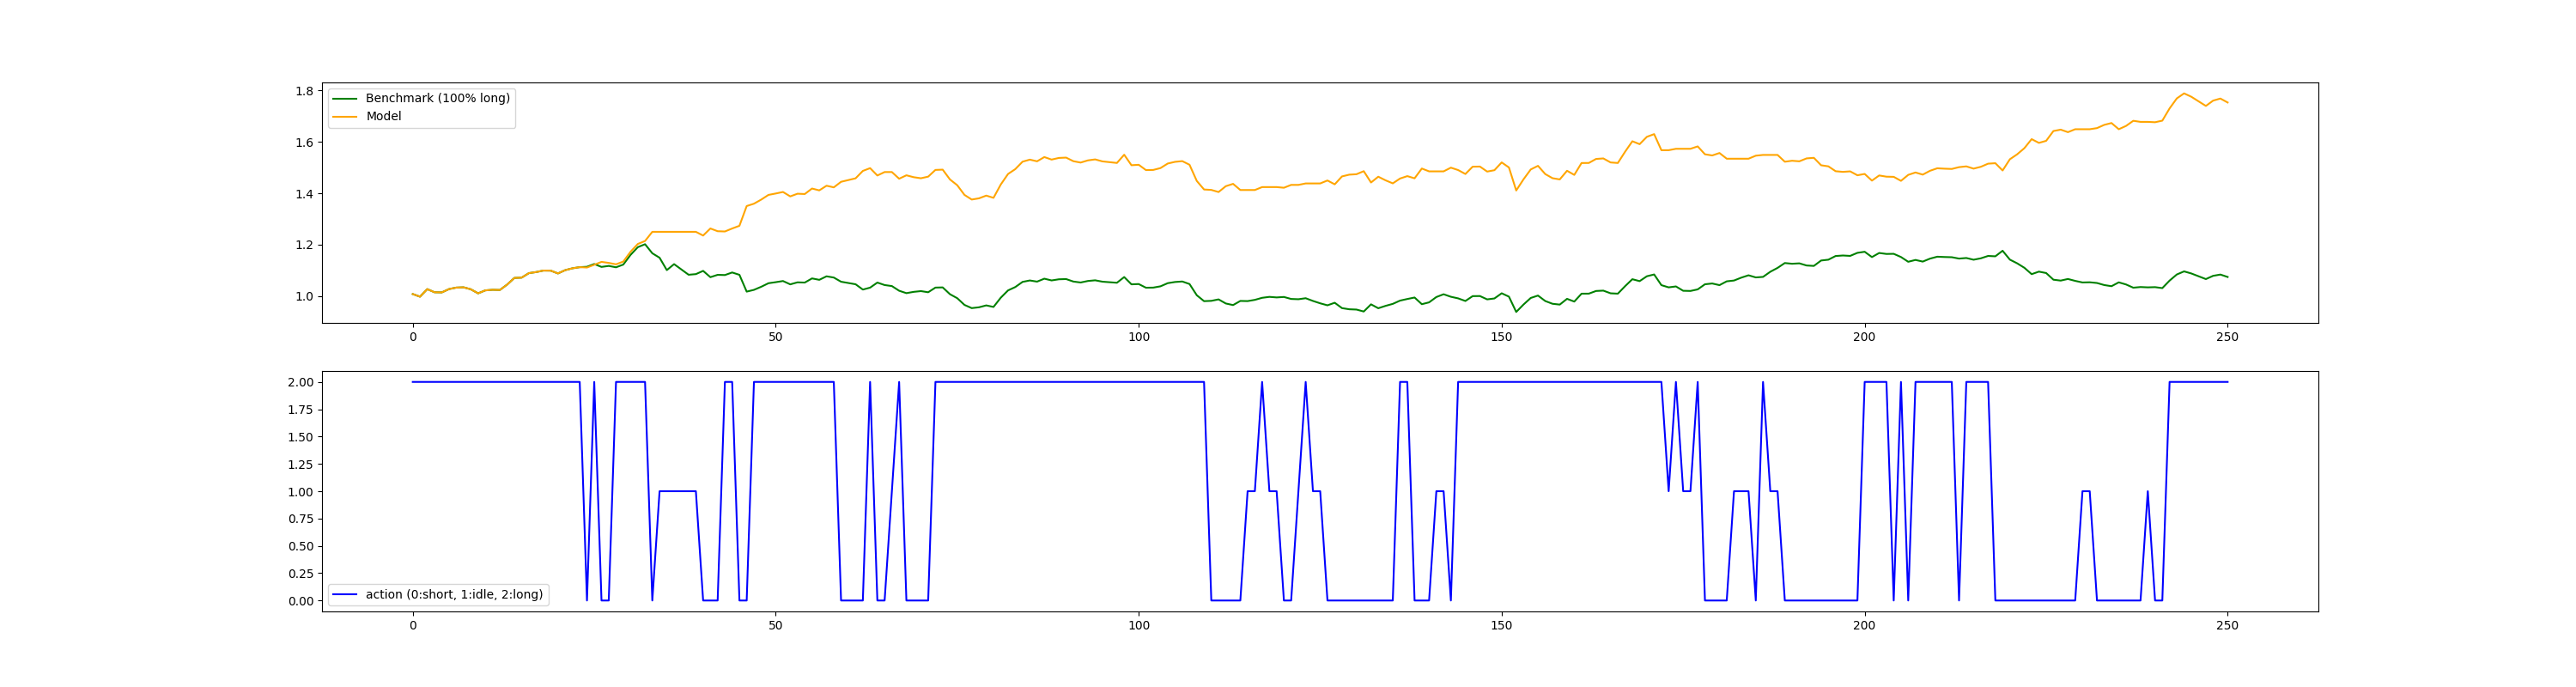 1.8
1.6
1.4
1.2
1.0
Benchmark (100% long)
Model
0 50 100 150 200 250
2.00
1.75
1.50
1.25
1.00
0.75
0.50
0.25
0.00
action (0:short, 1:idle, 2:long)
0 50 100 150 200 250